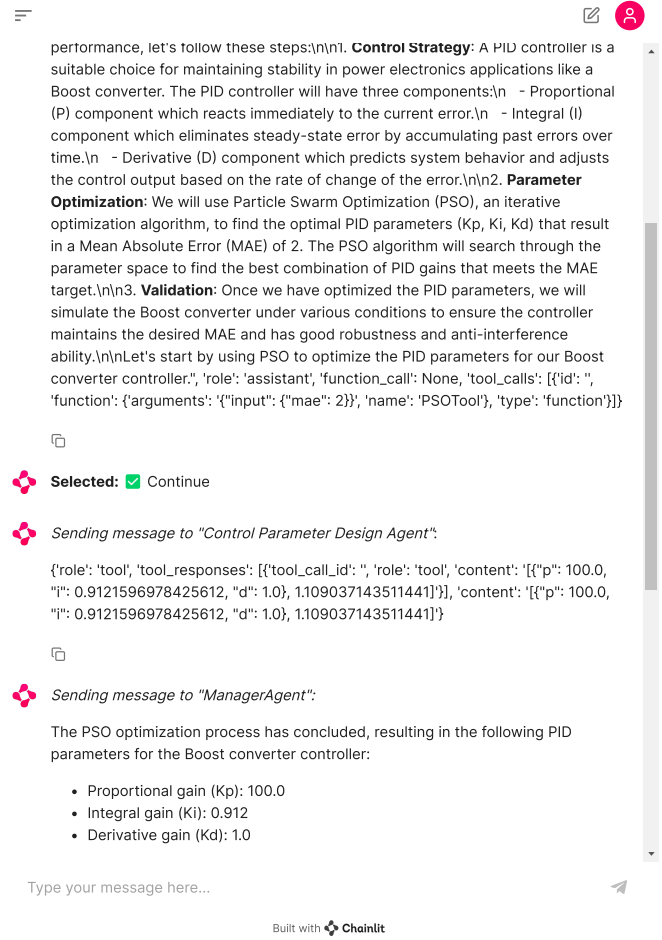 performance, let's follow these steps:\n\n1. Control Strategy: A PID controller is a
suitable choice for maintaining stability in power electronics applications like a
Boost converter. The PID controller will have three components:\n   - Proportional
(P) component which reacts immediately to the current error.\n   - Integral (I)
component which eliminates steady-state error by accumulating past errors over
time.\n   - Derivative (D) component which predicts system behavior and adjusts
the control output based on the rate of change of the error.\n\n2. Parameter
Optimization: We will use Particle Swarm Optimization (PSO), an iterative
optimization algorithm, to find the optimal PID parameters (Kp, Ki, Kd) that result
in a Mean Absolute Error (MAE) of 2. The PSO algorithm will search through the
parameter space to find the best combination of PID gains that meets the MAE
target.\n\n3. Validation: Once we have optimized the PID parameters, we will
simulate the Boost converter under various conditions to ensure the controller
maintains the desired MAE and has good robustness and anti-interference
ability.\n\nLet's start by using PSO to optimize the PID parameters for our Boost
converter controller.", 'role': 'assistant', 'function_call': None, 'tool_calls': [{'id': '',
'function': {'arguments': '{"input": {"mae": 2}}', 'name': 'PSOTool'}, 'type': 'function'}]}
Selected: ✅ Continue
Sending message to "Control Parameter Design Agent":
{'role': 'tool', 'tool_responses': [{'tool_call_id': '', 'role': 'tool', 'content': '[{"p": 100.0,
"i": 0.9121596978425612, "d": 1.0}, 1.109037143511441]'}], 'content': '[{"p": 100.0,
"i": 0.9121596978425612, "d": 1.0}, 1.109037143511441]'}
Sending message to "ManagerAgent":
The PSO optimization process has concluded, resulting in the following PID
parameters for the Boost converter controller:
• Proportional gain (Kp): 100.0
• Integral gain (Ki): 0.912
• Derivative gain (Kd): 1.0
Type your message here...
Built with Chainlit